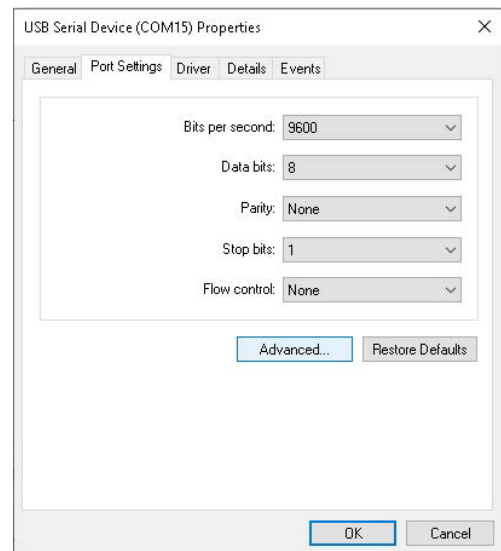 USB Serial Device (COM15) Properties
General Port Settings Driver Details Events
Bits per second: 9600
Data bits: 8
Parity: None
Stop bits: 1
Flow control: None
Advanced... Restore Defaults
OK Cancel